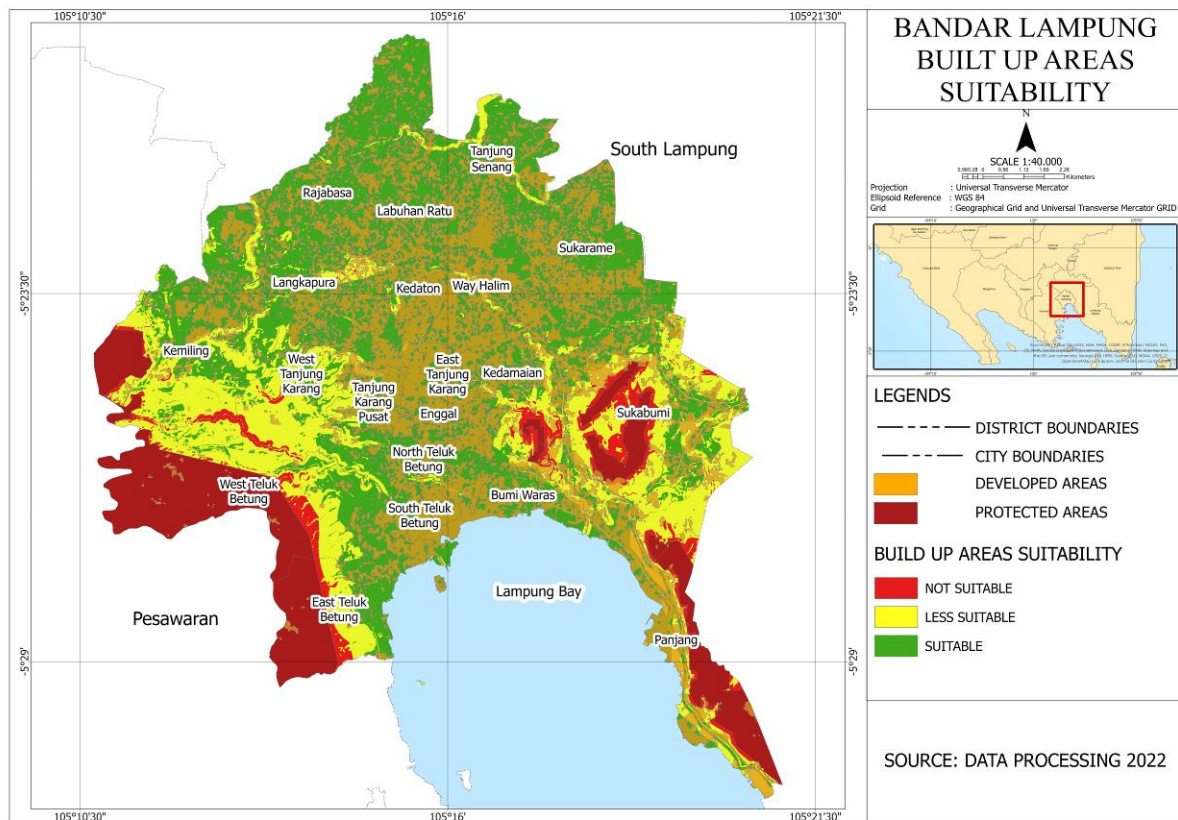 105°10'30"
105°16'
105°21'30"
-5°23'30"
-5°23'30"
-5°29'
-5°29'
South Lampung
Tanjung
Senang
Rajabasa
Labuhan Ratu
Sukarame
Langkapura
Kedaton
Way Halim
Kemiling
West
Tanjung
Karang
Tanjung
Karang
Pusat
East
Tanjung
Karang
Kedamaian
Enggal
Sukabumi
North Teluk
Betung
West Teluk
Betung
South Teluk
Betung
Bumi Waras
Lampung Bay
East Teluk
Betung
Pesawaran
Panjang
105°10'30"
105°16'
105°21'30"
BANDAR LAMPUNG
BUILT UP AREAS
SUITABILITY
N
SCALE 1:40.000
Kilometers
Projection : Universal Transverse Mercator
Ellipsoid Reference : WGS 84
Grid : Geographical Grid and Universal Transverse Mercator GRID
LEGENDS
DISTRICT BOUNDARIES
CITY BOUNDARIES
DEVELOPED AREAS
PROTECTED AREAS
BUILD UP AREAS SUITABILITY
NOT SUITABLE
LESS SUITABLE
SUITABLE
SOURCE: DATA PROCESSING 2022